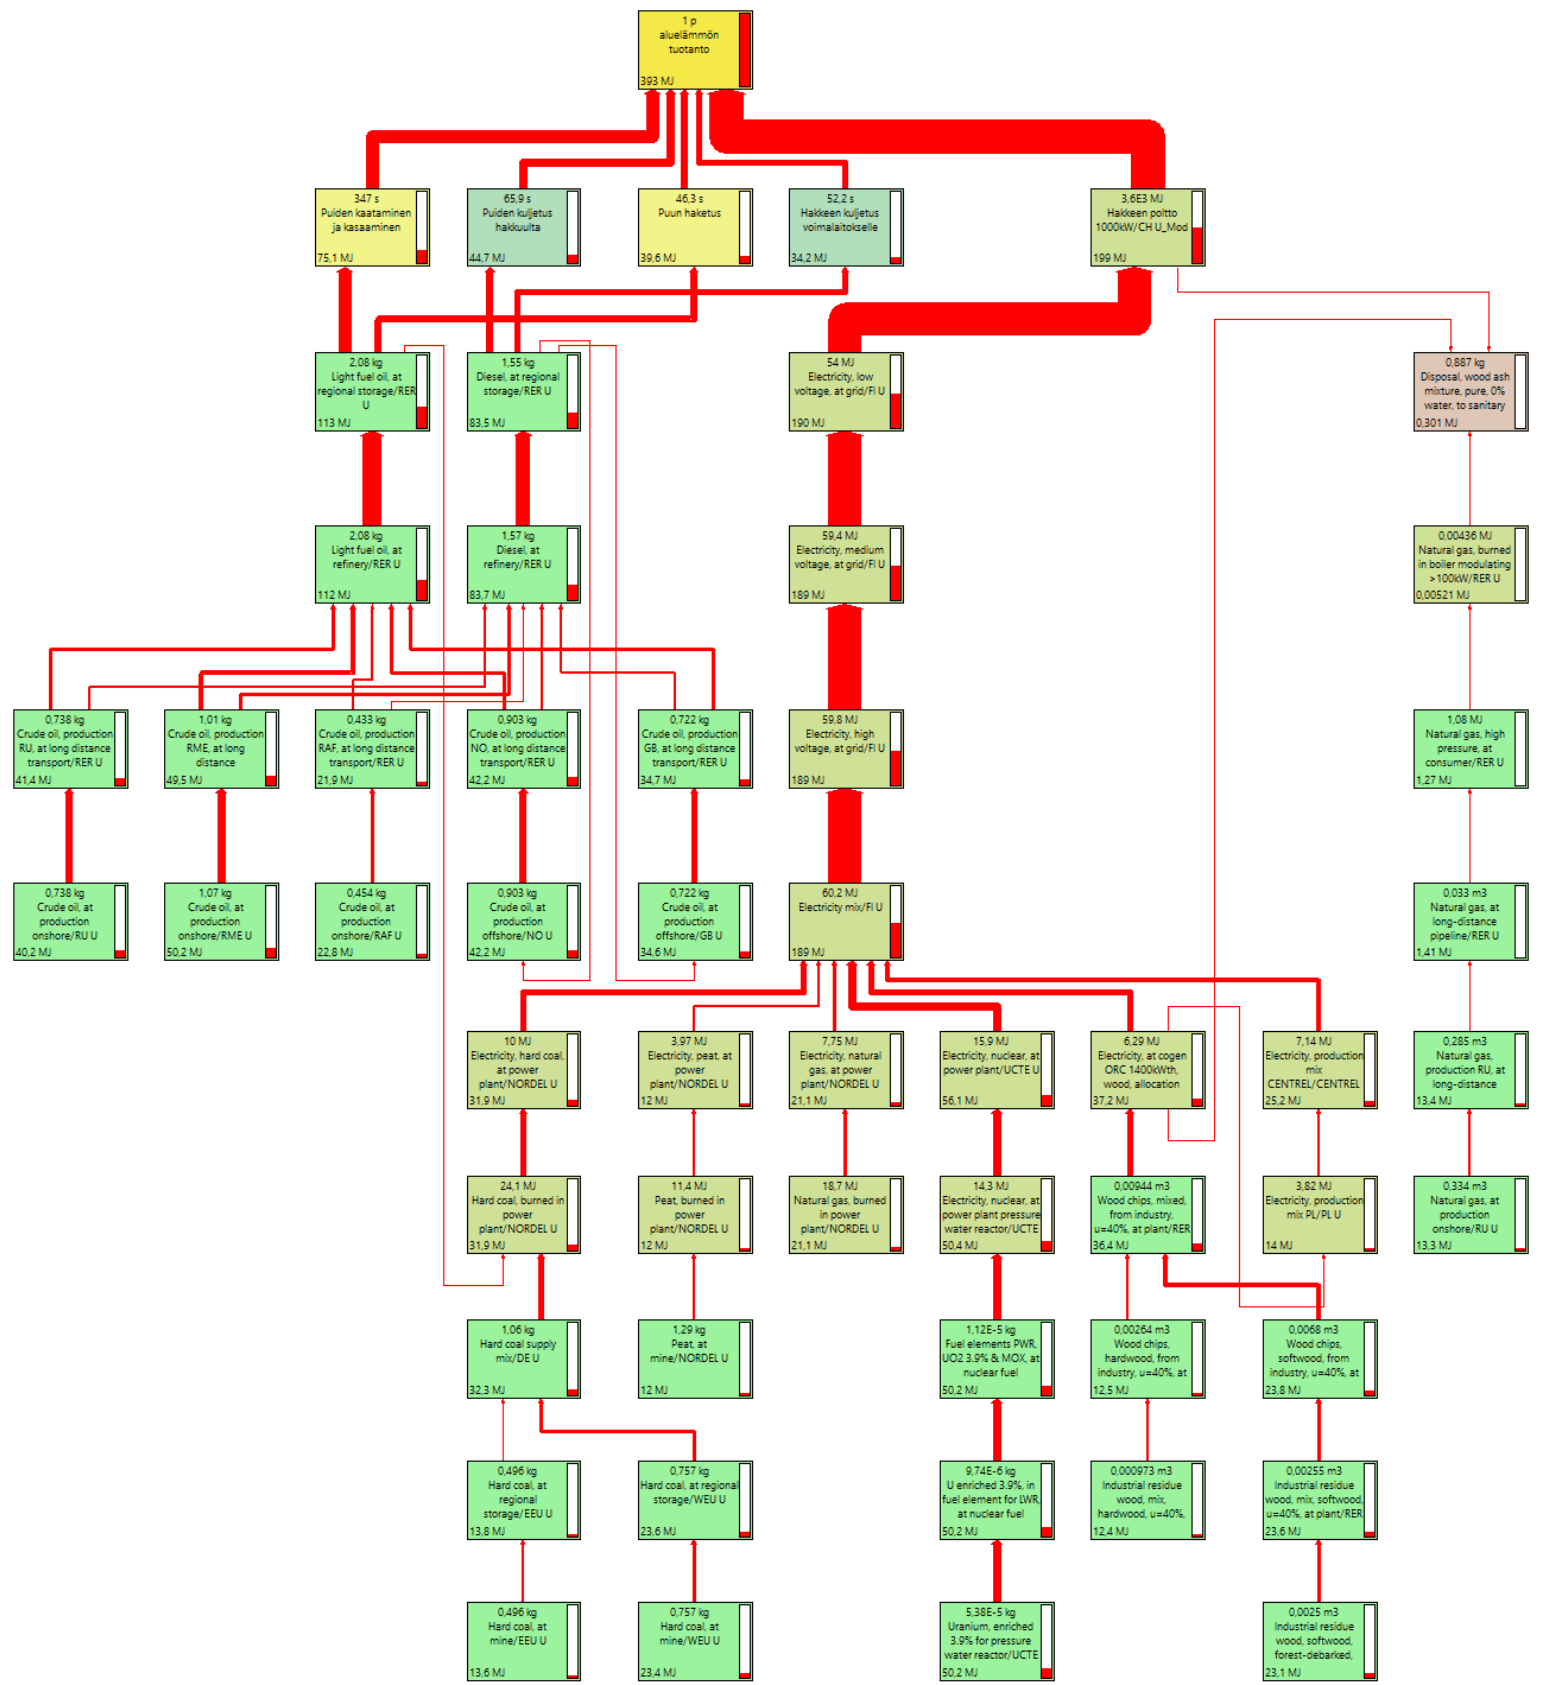 1 p
aluelämmön
tuotanto
393 MJ
347 s
Puiden kaataminen
ja kasaaminen
75,1 MJ
65,9 s
Puiden kuljetus
hakkuulta
44,7 MJ
46,3 s
Puun haketus
39,6 MJ
52,2 s
Hakkeen kuljetus
voimalaitokselle
34,2 MJ
3,6E3 MJ
Hakkeen poltto
1000kW/CH U_Mod
199 MJ
2,08 kg
Light fuel oil, at
regional storage/RER
U
113 MJ
1,55 kg
Diesel, at regional
storage/RER U
83,5 MJ
54 MJ
Electricity, low
voltage, at grid/FI U
190 MJ
0,887 kg
Disposal, wood ash
mixture, pure, 0%
water, to sanitary
0,301 MJ
2,08 kg
Light fuel oil, at
refinery/RER U
112 MJ
1,57 kg
Diesel, at
refinery/RER U
83,7 MJ
59,4 MJ
Electricity, medium
voltage, at grid/FI U
189 MJ
0,00436 MJ
Natural gas, burned
in boiler modulating
>100kW/RER U
0,00521 MJ
0,738 kg
Crude oil, production
RU, at long distance
transport/RER U
41,4 MJ
1,01 kg
Crude oil, production
RME, at long
distance
49,5 MJ
0,433 kg
Crude oil, production
RAF, at long distance
transport/RER U
21,9 MJ
0,903 kg
Crude oil, production
NO, at long distance
transport/RER U
42,2 MJ
0,722 kg
Crude oil, production
GB, at long distance
transport/RER U
34,7 MJ
59,8 MJ
Electricity, high
voltage, at grid/FI U
189 MJ
1,08 MJ
Natural gas, high
pressure, at
consumer/RER U
1,27 MJ
0,738 kg
Crude oil, at
production
onshore/RU U
40,2 MJ
1,07 kg
Crude oil, at
production
onshore/RME U
50,2 MJ
0,454 kg
Crude oil, at
production
onshore/RAF U
22,8 MJ
0,903 kg
Crude oil, at
production
offshore/NO U
42,2 MJ
0,722 kg
Crude oil, at
production
offshore/GB U
34,6 MJ
60,2 MJ
Electricity mix/FI U
189 MJ
0,033 m3
Natural gas, at
long-distance
pipeline/RER U
1,41 MJ
10 MJ
Electricity, hard coal,
at power
plant/NORDEL U
31,9 MJ
3,97 MJ
Electricity, peat, at
power
plant/NORDEL U
12 MJ
7,75 MJ
Electricity, natural
gas, at power
plant/NORDEL U
21,1 MJ
15,9 MJ
Electricity, nuclear, at
power plant/UCTE U
56,1 MJ
6,29 MJ
Electricity, at cogen
ORC 1400kWth,
wood, allocation
37,2 MJ
7,14 MJ
Electricity, production
mix
CENTREL/CENTREL
25,2 MJ
0,285 m3
Natural gas,
production RU, at
long-distance
13,4 MJ
24,1 MJ
Hard coal, burned in
power
plant/NORDEL U
31,9 MJ
11,4 MJ
Peat, burned in
power
plant/NORDEL U
12 MJ
18,7 MJ
Natural gas, burned
in power
plant/NORDEL U
21,1 MJ
14,3 MJ
Electricity, nuclear, at
power plant pressure
water reactor/UCTE
50,4 MJ
0,00944 m3
Wood chips, mixed,
from industry,
u=40%, at plant/RER
36,4 MJ
3,82 MJ
Electricity, production
mix PL/PL U
14 MJ
0,334 m3
Natural gas, at
production
onshore/RU U
13,3 MJ
1,06 kg
Hard coal supply
mix/DE U
32,3 MJ
1,29 kg
Peat, at
mine/NORDEL U
12 MJ
1,12E-5 kg
Fuel elements PWR,
UO2 3.9% & MOX, at
nuclear fuel
50,2 MJ
0,00264 m3
Wood chips,
hardwood, from
industry, u=40%, at
12,5 MJ
0,0068 m3
Wood chips,
softwood, from
industry, u=40%, at
23,8 MJ
0,496 kg
Hard coal, at
regional
storage/EEU U
13,8 MJ
0,757 kg
Hard coal, at regional
storage/WEU U
23,6 MJ
9,74E-6 kg
U enriched 3.9%, in
fuel element for LWR,
at nuclear fuel
50,2 MJ
0,000973 m3
Industrial residue
wood, mix,
hardwood, u=40%,
12,4 MJ
0,00255 m3
Industrial residue
wood, mix, softwood,
u=40%, at plant/RER
23,6 MJ
0,496 kg
Hard coal, at
mine/EEU U
13,6 MJ
0,757 kg
Hard coal, at
mine/WEU U
23,4 MJ
5,38E-5 kg
Uranium, enriched
3.9% for pressure
water reactor/UCTE
50,2 MJ
0,0025 m3
Industrial residue
wood, softwood,
forest-debarked,
23,1 MJ